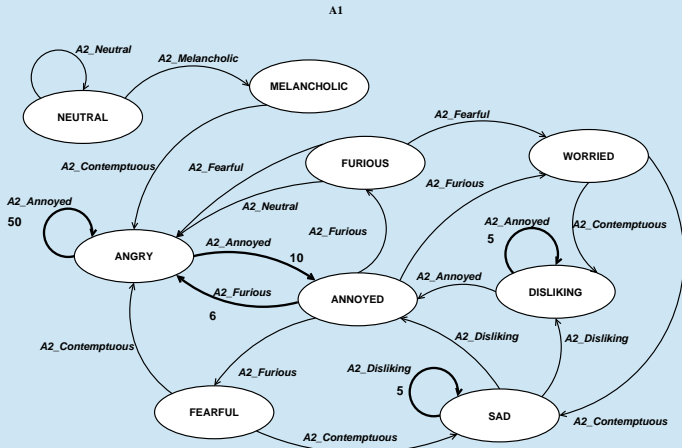 A1
A2_Neutral
A2_Melancholic
MELANCHOLIC
NEUTRAL
A2_Fearful
A2_Contemptuous
A2_Fearful
FURIOUS
WORRIED
A2_Furious
A2_Annoyed
50
A2_Neutral
A2_Contemptuous
A2_Annoyed
5
A2_Furious
A2_Annoyed
10
ANGRY
A2_Annoyed
A2_Furious
6
ANNOYED
DISLIKING
A2_Disliking
A2_Disliking
A2_Contemptuous
A2_Furious
A2_Disliking
5
FEARFUL
SAD
A2_Contemptuous
A2_Contemptuous